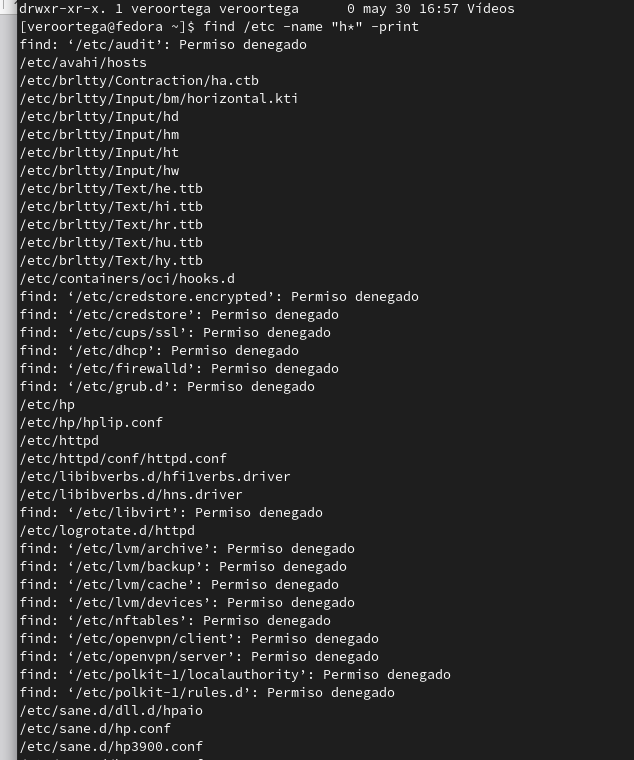 drwxr-xr-x. 1 veroortega veroortega      0 may 30 16:57 Vídeos
[veroortega@fedora ~]$ find /etc -name "h*" -print
find: ‘/etc/audit’: Permiso denegado
/etc/avahi/hosts
/etc/brltty/Contraction/ha.ctb
/etc/brltty/Input/bm/horizontal.kti
/etc/brltty/Input/hd
/etc/brltty/Input/hm
/etc/brltty/Input/ht
/etc/brltty/Input/hw
/etc/brltty/Text/he.ttb
/etc/brltty/Text/hi.ttb
/etc/brltty/Text/hr.ttb
/etc/brltty/Text/hu.ttb
/etc/brltty/Text/hy.ttb
/etc/containers/oci/hooks.d
find: ‘/etc/credstore.encrypted’: Permiso denegado
find: ‘/etc/credstore’: Permiso denegado
find: ‘/etc/cups/ssl’: Permiso denegado
find: ‘/etc/dhcp’: Permiso denegado
find: ‘/etc/firewalld’: Permiso denegado
find: ‘/etc/grub.d’: Permiso denegado
/etc/hp
/etc/hp/hplip.conf
/etc/httpd
/etc/httpd/conf/httpd.conf
/etc/libibverbs.d/hfi1verbs.driver
/etc/libibverbs.d/hns.driver
find: ‘/etc/libvirt’: Permiso denegado
/etc/logrotate.d/httpd
find: ‘/etc/lvm/archive’: Permiso denegado
find: ‘/etc/lvm/backup’: Permiso denegado
find: ‘/etc/lvm/cache’: Permiso denegado
find: ‘/etc/lvm/devices’: Permiso denegado
find: ‘/etc/nftables’: Permiso denegado
find: ‘/etc/openvpn/client’: Permiso denegado
find: ‘/etc/openvpn/server’: Permiso denegado
find: ‘/etc/polkit-1/localauthority’: Permiso denegado
find: ‘/etc/polkit-1/rules.d’: Permiso denegado
/etc/sane.d/dll.d/hpaio
/etc/sane.d/hp.conf
/etc/sane.d/hp3900.conf